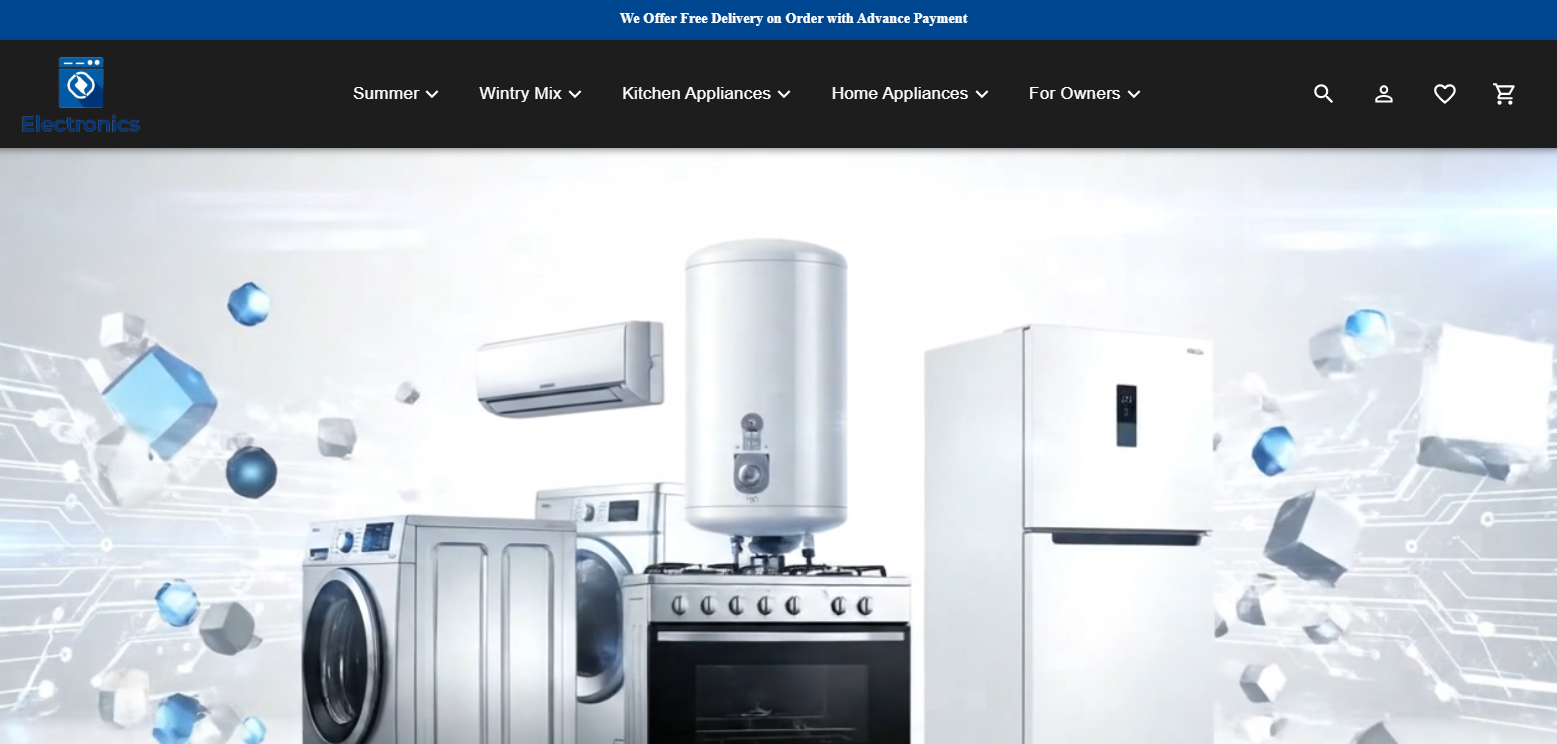 We Offer Free Delivery on Order with Advance Payment
Electronics
Summer
Wintry Mix
Kitchen Appliances
Home Appliances
For Owners